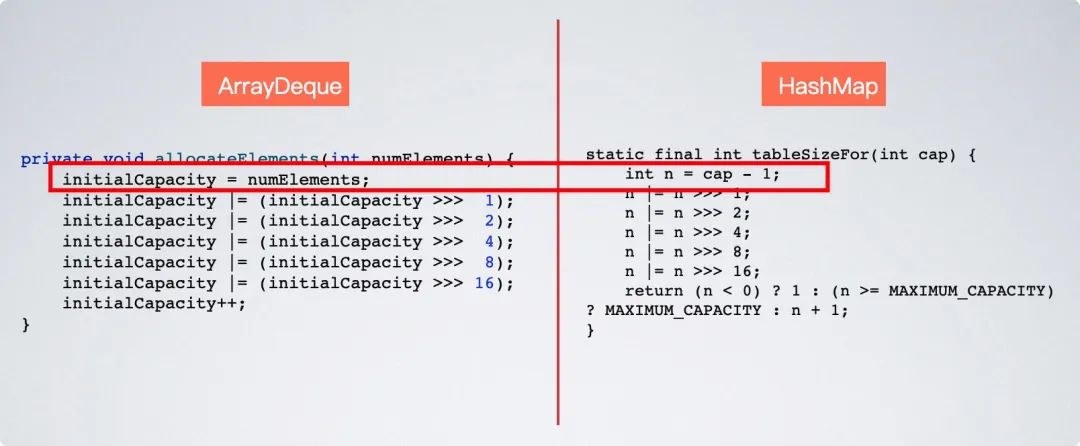 ArrayDeque
private void allocateElements(int numElements) {
initialCapacity = numElements;
initialCapacity |= (initialCapacity >>> 1);
initialCapacity |= (initialCapacity >>> 2);
initialCapacity |= (initialCapacity >>> 4);
initialCapacity |= (initialCapacity >>> 8);
initialCapacity |= (initialCapacity >>> 16);
initialCapacity++;
}
HashMap
static final int tableSizeFor(int cap) {
int n = cap - 1;
n |= n >>> 1;
n |= n >>> 2;
n |= n >>> 4;
n |= n >>> 8;
n |= n >>> 16;
return (n < 0) ? 1 : (n >= MAXIMUM_CAPACITY)
? MAXIMUM_CAPACITY : n + 1;
}